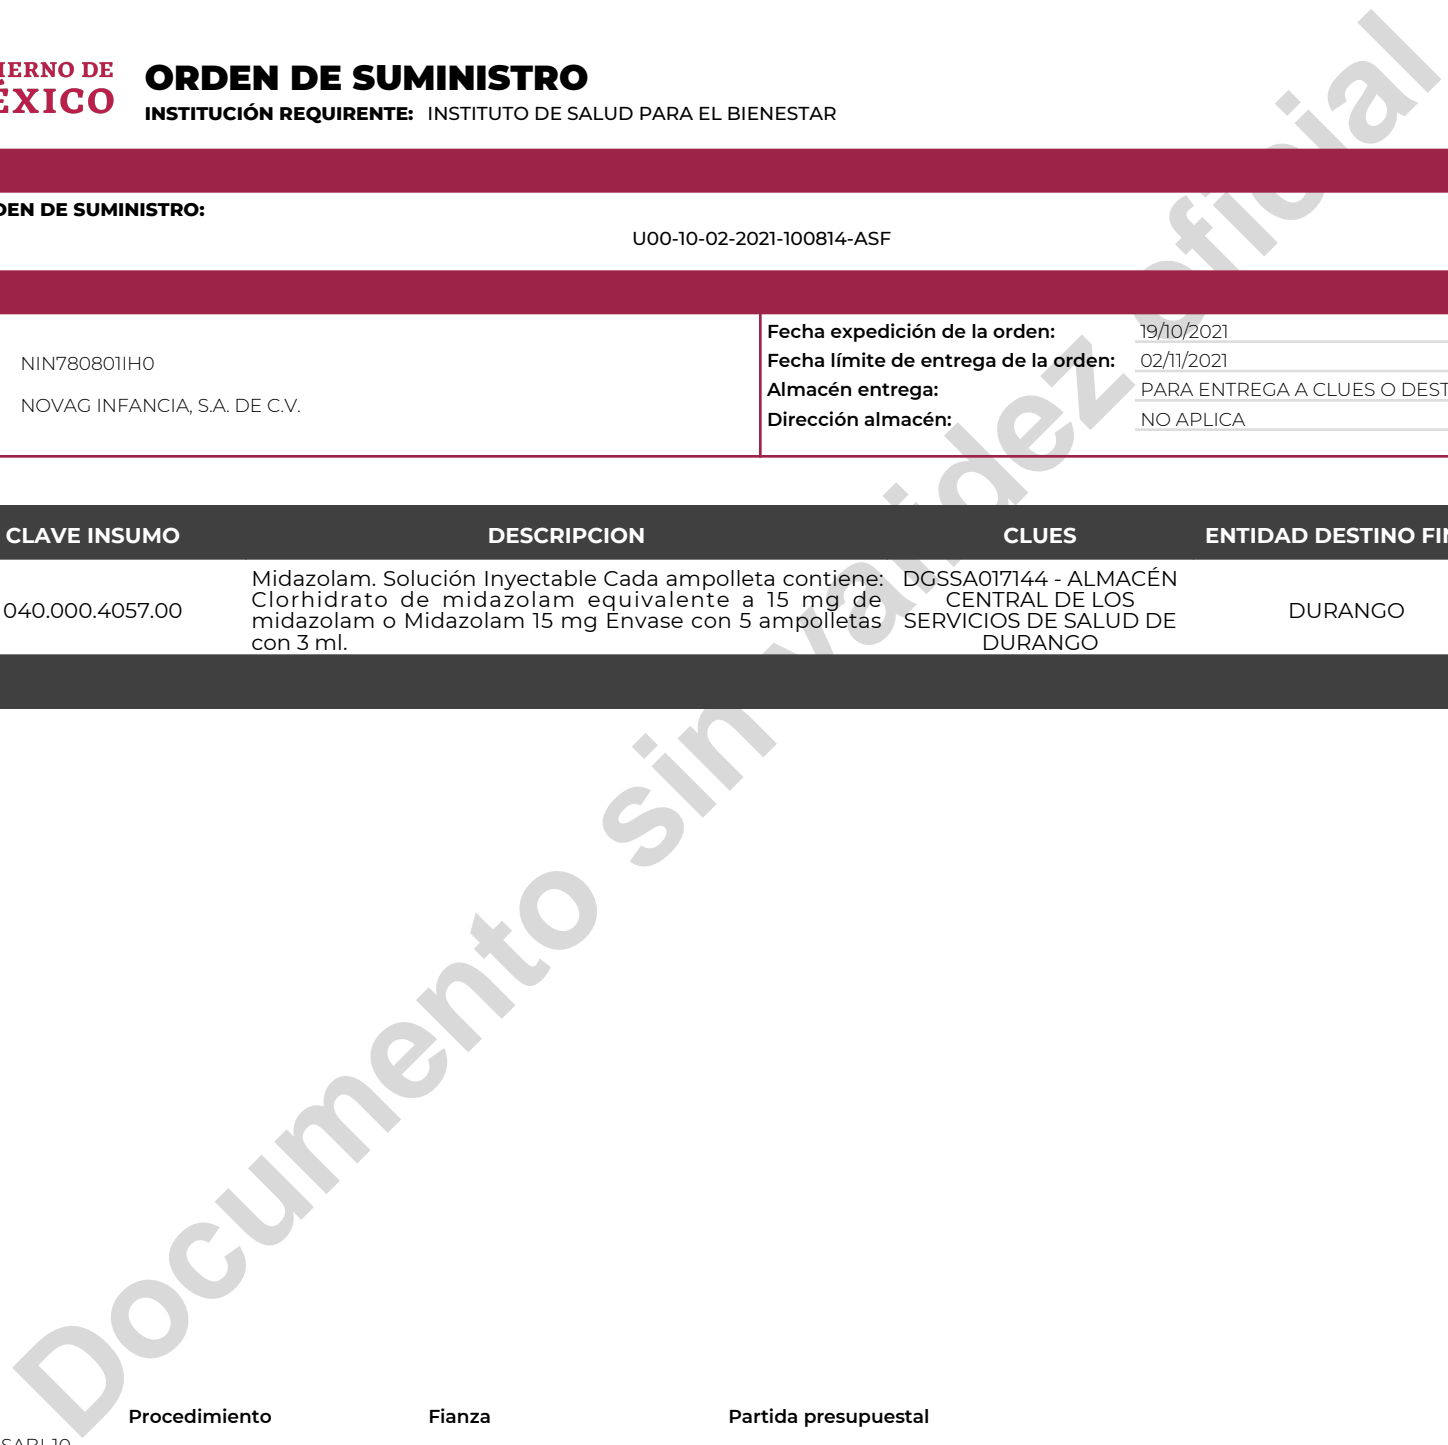 IERNO DE
ÉXICO
ORDEN DE SUMINISTRO
INSTITUCIÓN REQUIRENTE: INSTITUTO DE SALUD PARA EL BIENESTAR
DEN DE SUMINISTRO:
U00-10-02-2021-100814-ASF
NIN780801IH0
NOVAG INFANCIA, S.A. DE C.V.
Fecha expedición de la orden: 19/10/2021
Fecha límite de entrega de la orden: 02/11/2021
Almacén entrega: PARA ENTREGA A CLUES O DEST
Dirección almacén: NO APLICA
CLAVE INSUMO DESCRIPCION CLUES ENTIDAD DESTINO FIN
040.000.4057.00
Midazolam. Solución Inyectable Cada ampolleta contiene:
Clorhidrato de midazolam equivalente a 15 mg de
midazolam o Midazolam 15 mg Envase con 5 ampolletas
con 3 ml.
DGSSA017144 - ALMACÉN
CENTRAL DE LOS
SERVICIOS DE SALUD DE
DURANGO
DURANGO
Documento sin validez oficial
Procedimiento Fianza Partida presupuestal
SABI-10